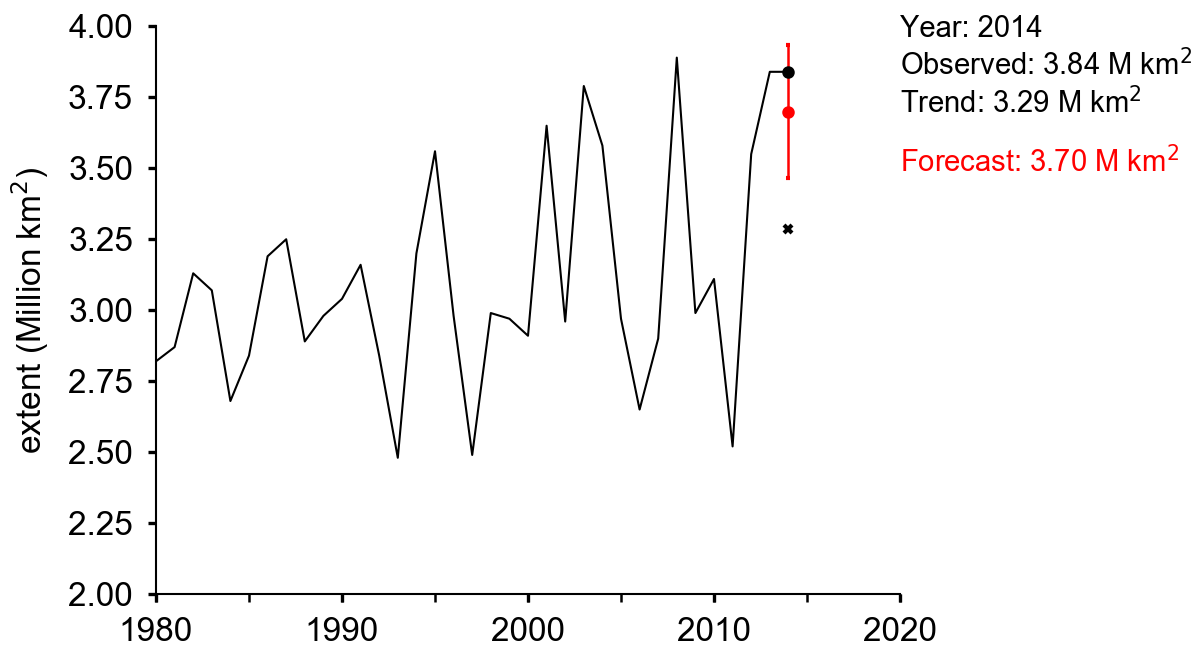 4.00
3.75
3.50
3.25
3.00
2.75
2.50
2.25
2.00
extent (Million km²)
1980 1990 2000 2010 2020
Year: 2014
Observed: 3.84 M km²
Trend: 3.29 M km²
Forecast: 3.70 M km²